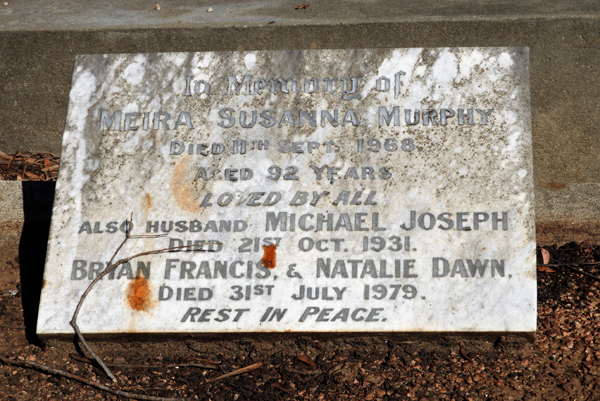 In Memory of
MEIRA SUSANNA MURPHY
DIED 11TH SEPT. 1968
AGED 92 YEARS
LOVED BY ALL
ALSO HUSBAND MICHAEL JOSEPH
DIED 21ST OCT. 1931.
BRIAN FRANCIS, & NATALIE DAWN.
DIED 31ST JULY 1979.
REST IN PEACE.